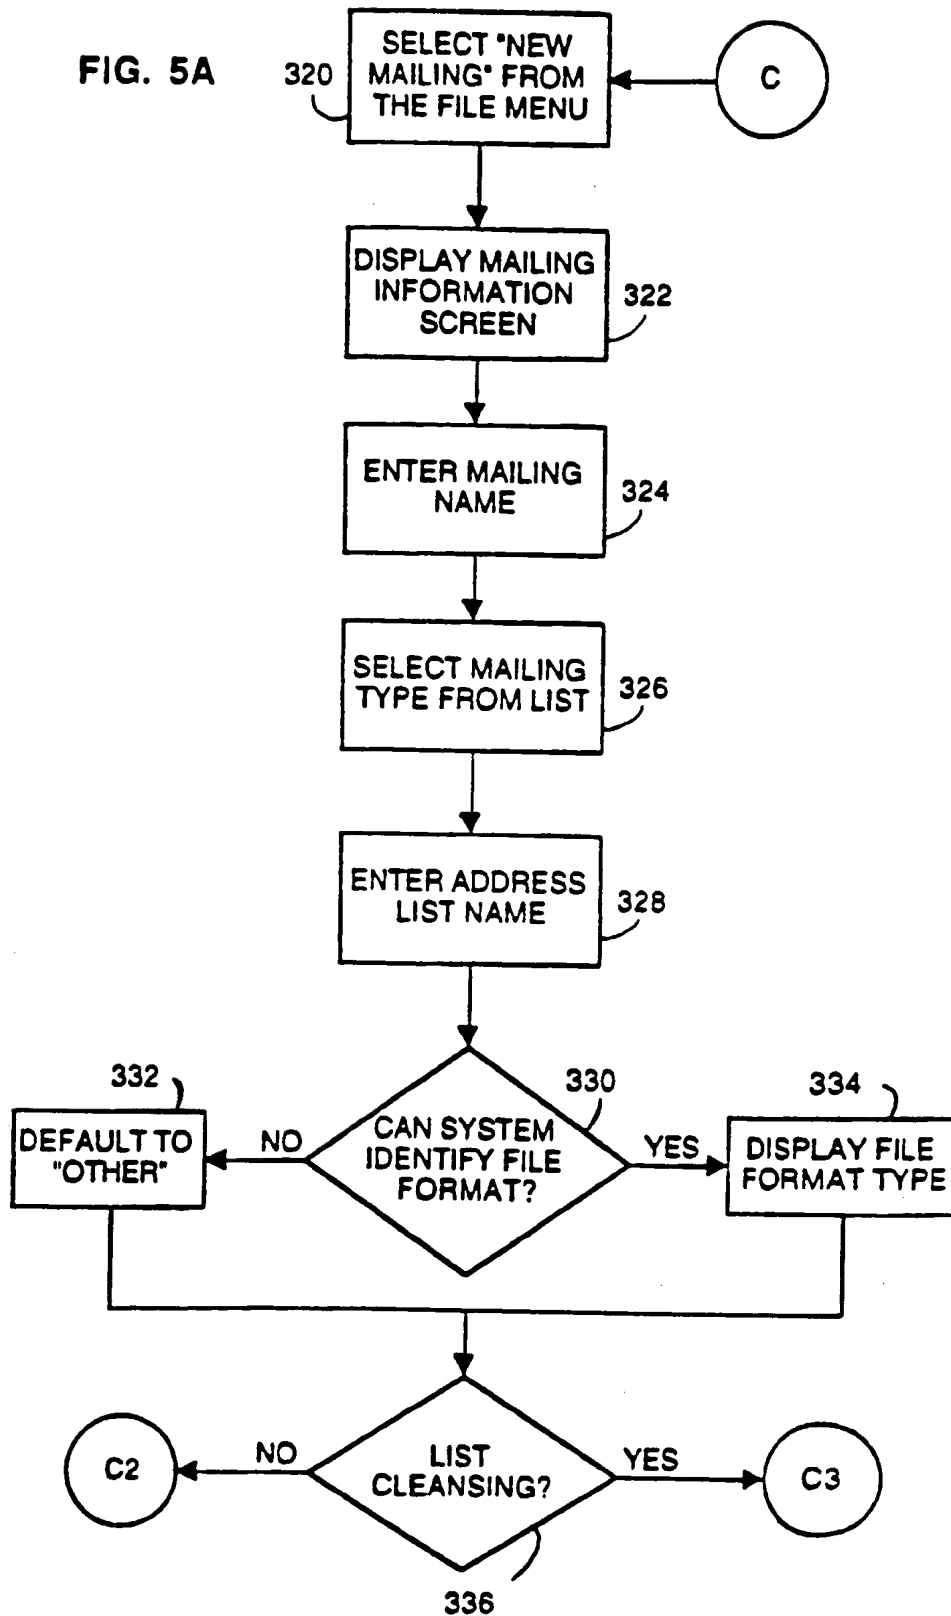 FIG. 5A
320
SELECT "NEW
MAILING" FROM
THE FILE MENU
C
DISPLAY MAILING
INFORMATION
SCREEN
322
ENTER MAILING
NAME
324
SELECT MAILING
TYPE FROM LIST
326
ENTER ADDRESS
LIST NAME
328
332
DEFAULT TO
"OTHER"
NO
CAN SYSTEM
IDENTIFY FILE
FORMAT?
330
YES
334
DISPLAY FILE
FORMAT TYPE
C2
NO
LIST
CLEANSING?
YES
C3
336